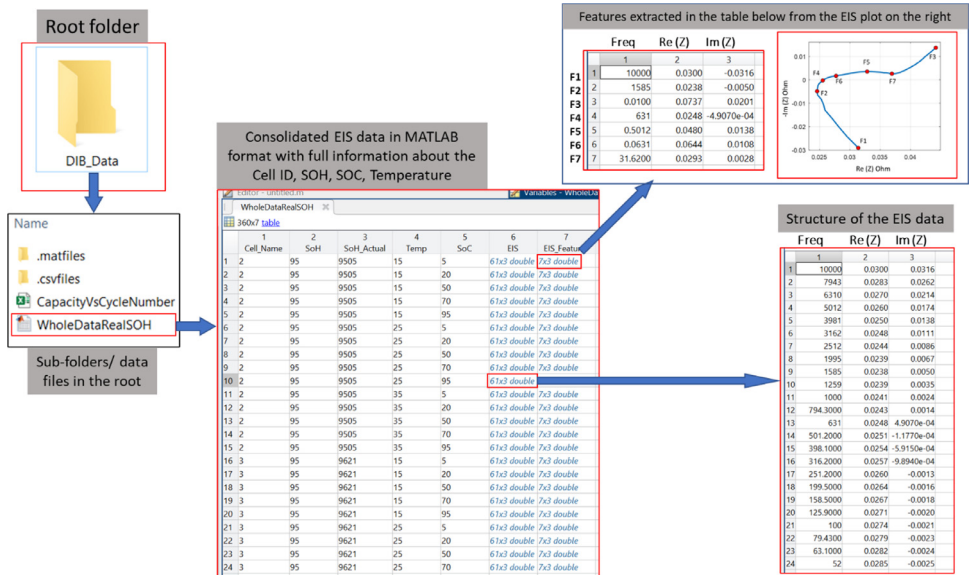 Root folder
DIB_Data
Name
.matfiles
.csvfiles
CapacityVsCycleNumber
WholeDataRealSOH
Sub-folders/ data
files in the root
Consolidated EIS data in MATLAB
format with full information about the
Cell ID, SOH, SOC, Temperature
Editor - untitled.m
Variables - WholeDa
WholeDataRealSOH
360x7 table
1 2 3 4 5 6 7
Cell_Name SoH SoH_Actual Temp SoC EIS EIS_Featur
1 2 95 9505 15 5 61x3 double 7x3 double
2 2 95 9505 15 20 61x3 double 7x3 double
3 2 95 9505 15 50 61x3 double 7x3 double
4 2 95 9505 15 70 61x3 double 7x3 double
5 2 95 9505 15 95 61x3 double 7x3 double
6 2 95 9505 25 5 61x3 double 7x3 double
7 2 95 9505 25 20 61x3 double 7x3 double
8 2 95 9505 25 50 61x3 double 7x3 double
9 2 95 9505 25 70 61x3 double 7x3 double
10 2 95 9505 25 95 61x3 double
11 2 95 9505 35 5 61x3 double 7x3 double
12 2 95 9505 35 20 61x3 double 7x3 double
13 2 95 9505 35 50 61x3 double 7x3 double
14 2 95 9505 35 70 61x3 double 7x3 double
15 2 95 9505 35 95 61x3 double 7x3 double
16 3 95 9621 15 5 61x3 double 7x3 double
17 3 95 9621 15 20 61x3 double 7x3 double
18 3 95 9621 15 50 61x3 double 7x3 double
19 3 95 9621 15 70 61x3 double 7x3 double
20 3 95 9621 15 95 61x3 double 7x3 double
21 3 95 9621 25 5 61x3 double 7x3 double
22 3 95 9621 25 20 61x3 double 7x3 double
23 3 95 9621 25 50 61x3 double 7x3 double
24 3 95 9621 25 70 61x3 double 7x3 double
Features extracted in the table below from the EIS plot on the right
Freq Re (Z) Im (Z)
1 2 3
F1 1 10000 0.0300 -0.0316
F2 2 1585 0.0238 -0.0050
F3 3 0.0100 0.0737 0.0201
F4 4 631 0.0248 -4.9070e-04
F5 5 0.5012 0.0480 0.0138
F6 6 0.0631 0.0644 0.0108
F7 7 31.6200 0.0293 0.0028
-Im (Z) Ohm
0.01
0
-0.01
-0.02
-0.03
F4
F2
F6
F5
F7
F3
F1
0.025 0.03 0.035 0.04
Re (Z) Ohm
Structure of the EIS data
Freq Re (Z) Im (Z)
1 2 3
1 10000 0.0300 0.0316
2 7943 0.0283 0.0262
3 6310 0.0270 0.0214
4 5012 0.0260 0.0174
5 3981 0.0250 0.0138
6 3162 0.0248 0.0111
7 2512 0.0244 0.0086
8 1995 0.0239 0.0067
9 1585 0.0238 0.0050
10 1259 0.0239 0.0035
11 1000 0.0241 0.0024
12 794.3000 0.0243 0.0014
13 631 0.0248 4.9070e-04
14 501.2000 0.0251 -1.1770e-04
15 398.1000 0.0254 -5.9150e-04
16 316.2000 0.0257 -9.8940e-04
17 251.2000 0.0260 -0.0013
18 199.5000 0.0264 -0.0016
19 158.5000 0.0267 -0.0018
20 125.9000 0.0271 -0.0020
21 100 0.0274 -0.0021
22 79.4300 0.0279 -0.0023
23 63.1000 0.0282 -0.0024
24 52 0.0285 -0.0025